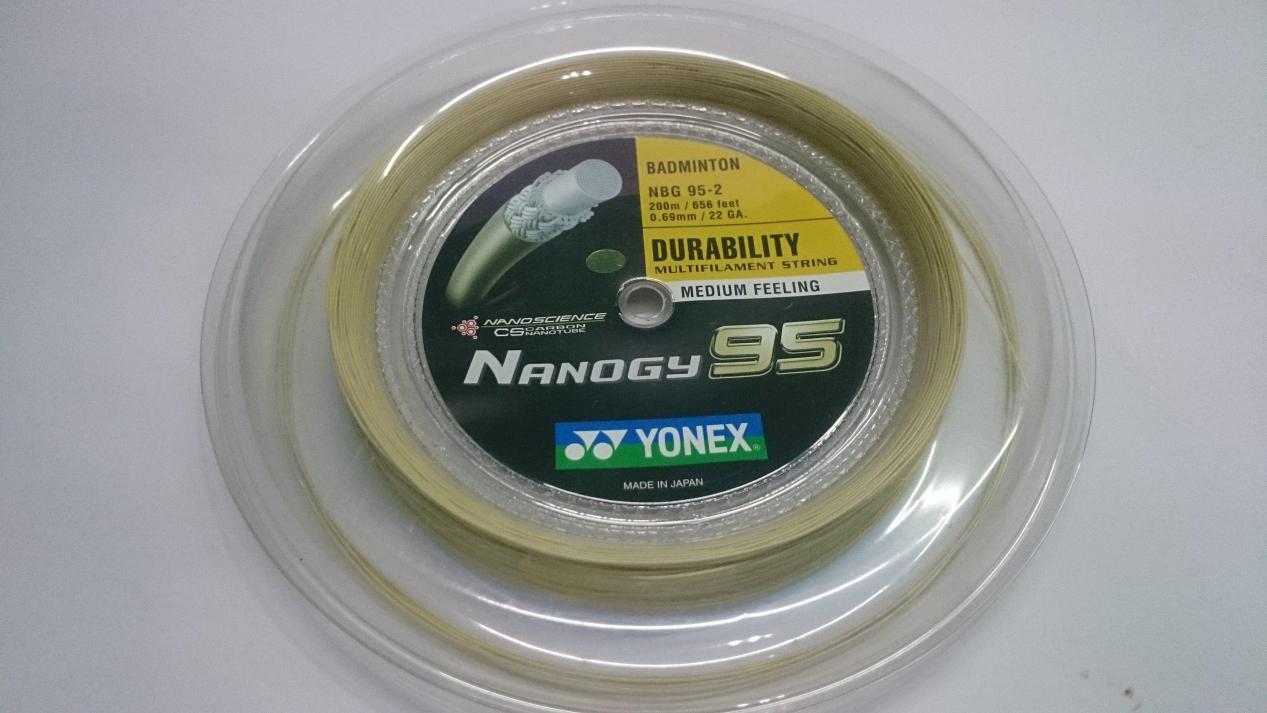 BADMINTON
NBG 95-2
200m / 656 feet
0.69mm / 22 GA.
DURABILITY
MULTIFILAMENT STRING
MEDIUM FEELING
NANOSCIENCE
CS CARBON
NANOTUBE
NANOGY 95
YONEX®
MADE IN JAPAN